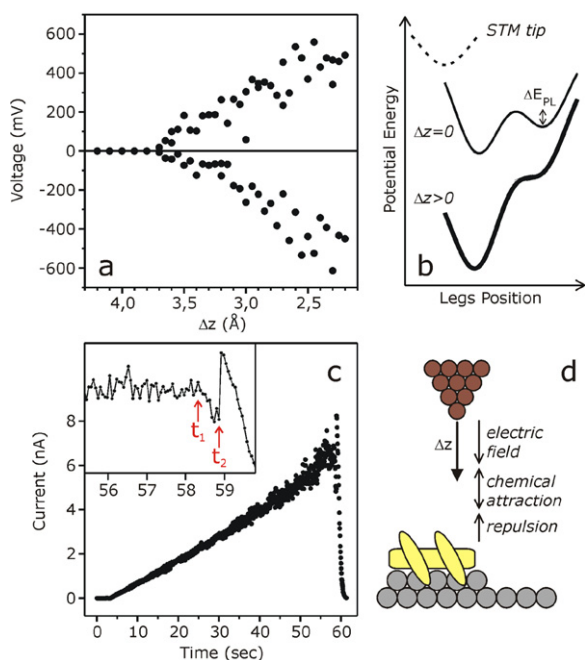 600
400
200
0
-200
-400
-600
Voltage (mV)
a
4,0
3,5
3,0
2,5
Δz (Å)
STM tip
ΔE_PL
Δz=0
Δz>0
Potential Energy
b
Legs Position
c
t₁
t₂
56
57
58
59
8
6
4
2
0
Current (nA)
0
10
20
30
40
50
60
Time (sec)
d
Δz
electric
field
chemical
attraction
repulsion